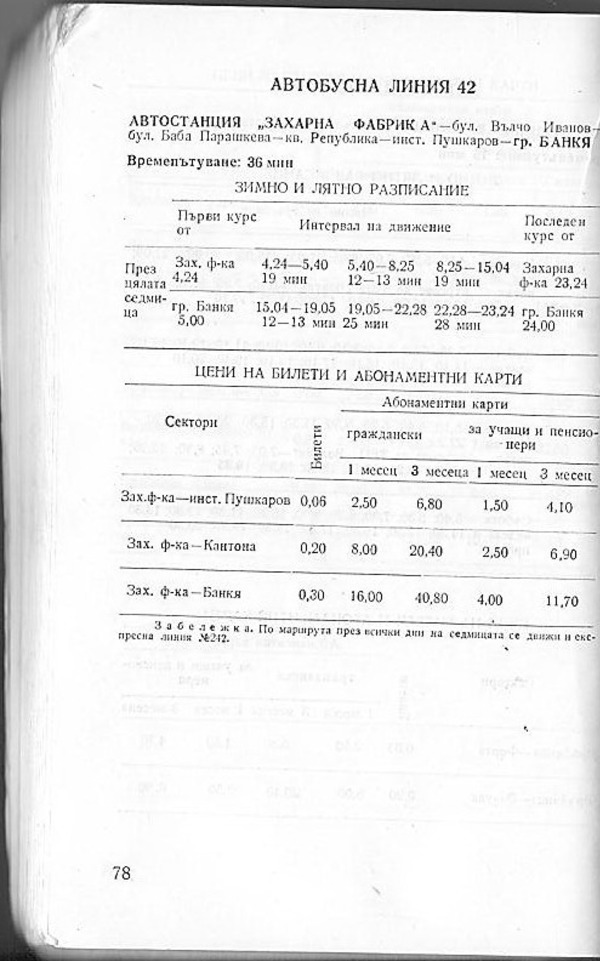 АВТОБУСНА ЛИНИЯ 42
АВТОСТАНЦИЯ „ЗАХАРНА ФАБРИК А"—бул. Вълчо Иванов—
бул. Баба Парашкева—кв. Република—инст. Пушкаров—гр. БАНКЯ
Времепътуване: 36 мин
ЗИМНО И ЛЯТНО РАЗПИСАНИЕ
Първи курс от Интервал на движение Последен курс от
През Зах. ф-ка 4,24—5,40 5,40—8,25 8,25—15,04 Захарна
цялата 4,24 19 мин 12—13 мин 19 мин ф-ка 23,24
седми- гр. Банкя 15,04—19,05 19,05—22,28 22,28—23,24 гр. Банкя
ца 5,00 12—13 мин 25 мин 28 мин 24,00
ЦЕНИ НА БИЛЕТИ И АБОНАМЕНТНИ КАРТИ
Абонаментни карти
Сектори Билети граждански за учащи и пенсио-
нери
1 месец 3 месеца 1 месец 3 месец
Зах.ф-ка—инст. Пушкаров 0,06 2,50 6,80 1,50 4,10
Зах. ф-ка—Кантона 0,20 8,00 20,40 2,50 6,90
Зах. ф-ка—Банкя 0,30 16,00 40,80 4,00 11,70
Забележка. По маршрута през всички дни на седмицата се движи и екс-
пресна линия №242.
78